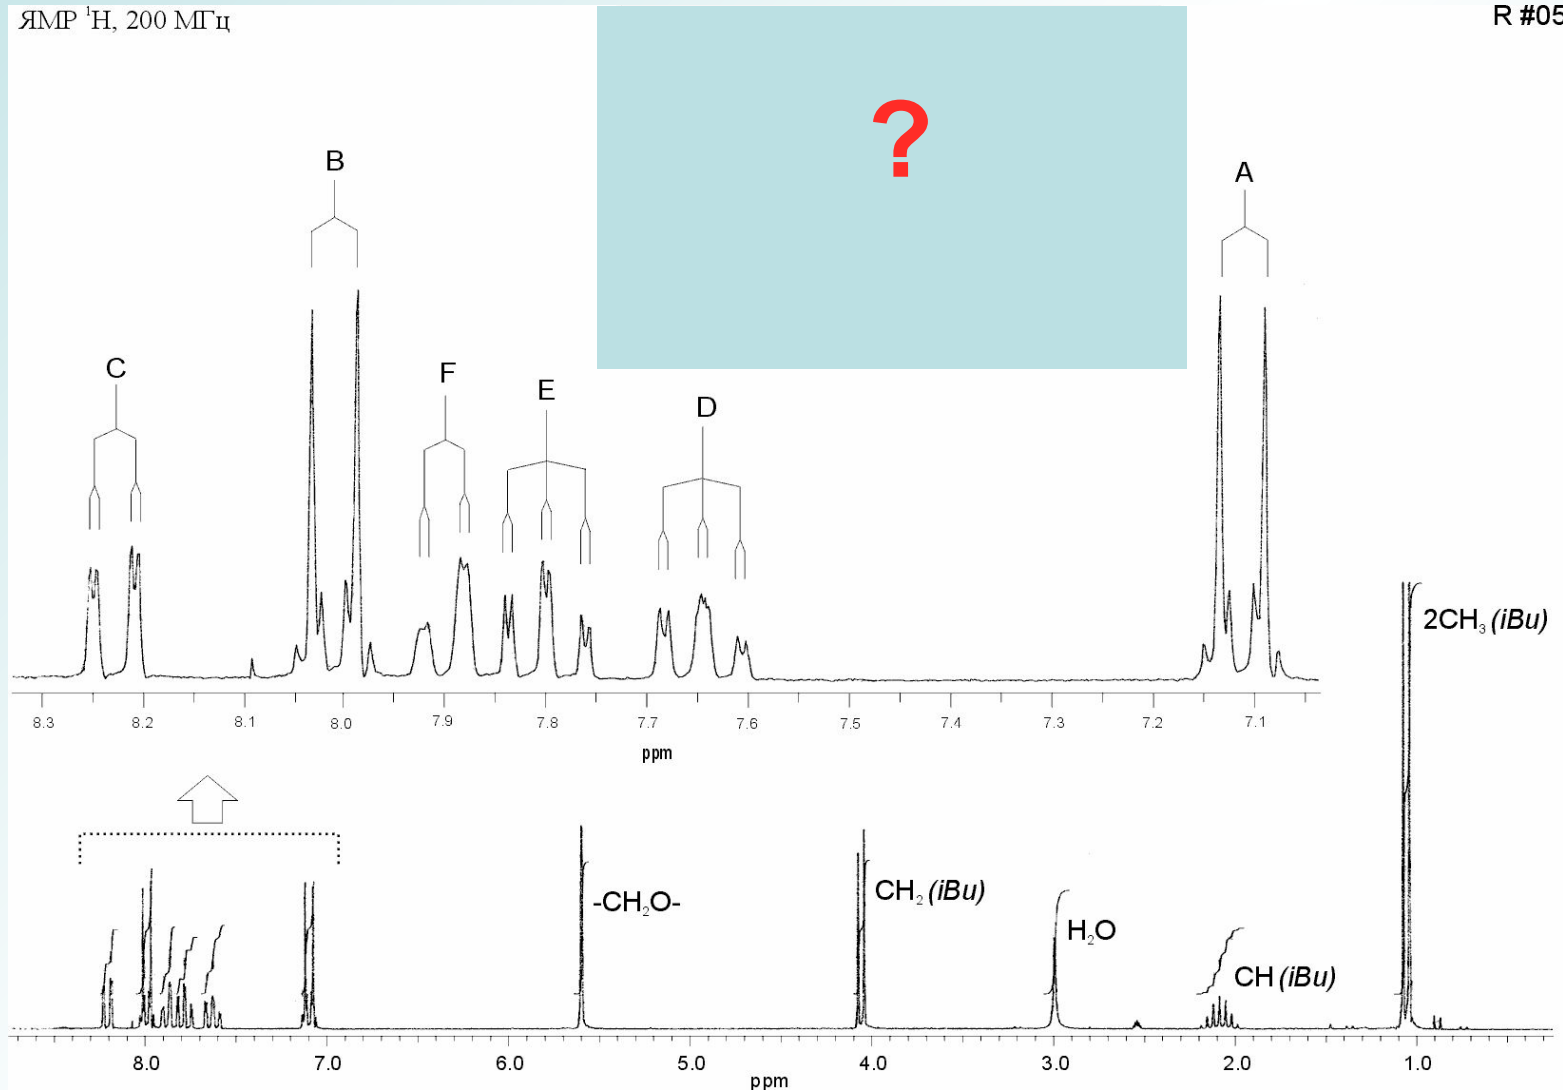 ЯМР ¹H, 200 МГц
R #05
?
B
A
C
F
E
D
2CH₃ (iBu)
8.3 8.2 8.1 8.0 7.9 7.8 7.7 7.6 7.5 7.4 7.3 7.2 7.1
ppm
-CH₂O-
CH₂ (iBu)
H₂O
CH (iBu)
8.0 7.0 6.0 5.0 4.0 3.0 2.0 1.0
ppm